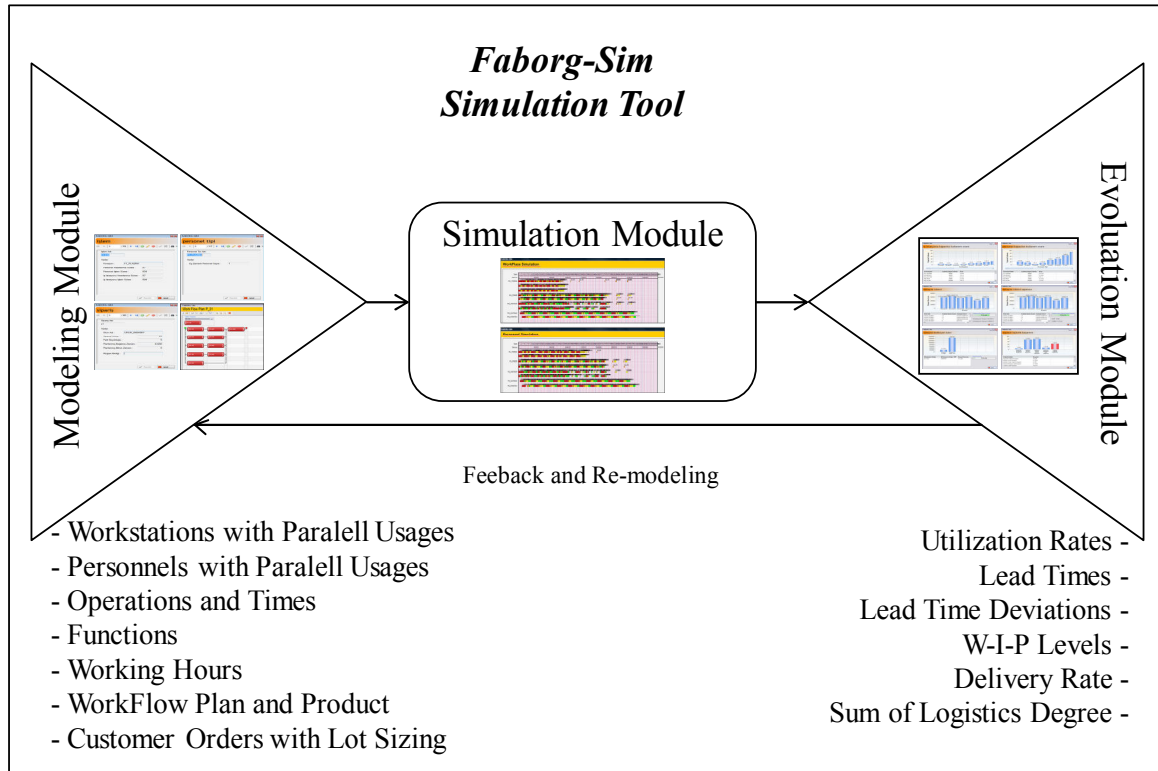 Faborg-Sim
Simulation Tool
Modeling Module
Simulation Module
Evoluation Module
Feeback and Re-modeling
- Workstations with Paralell Usages
- Personnels with Paralell Usages
- Operations and Times
- Functions
- Working Hours
- WorkFlow Plan and Product
- Customer Orders with Lot Sizing
Utilization Rates -
Lead Times -
Lead Time Deviations -
W-I-P Levels -
Delivery Rate -
Sum of Logistics Degree -